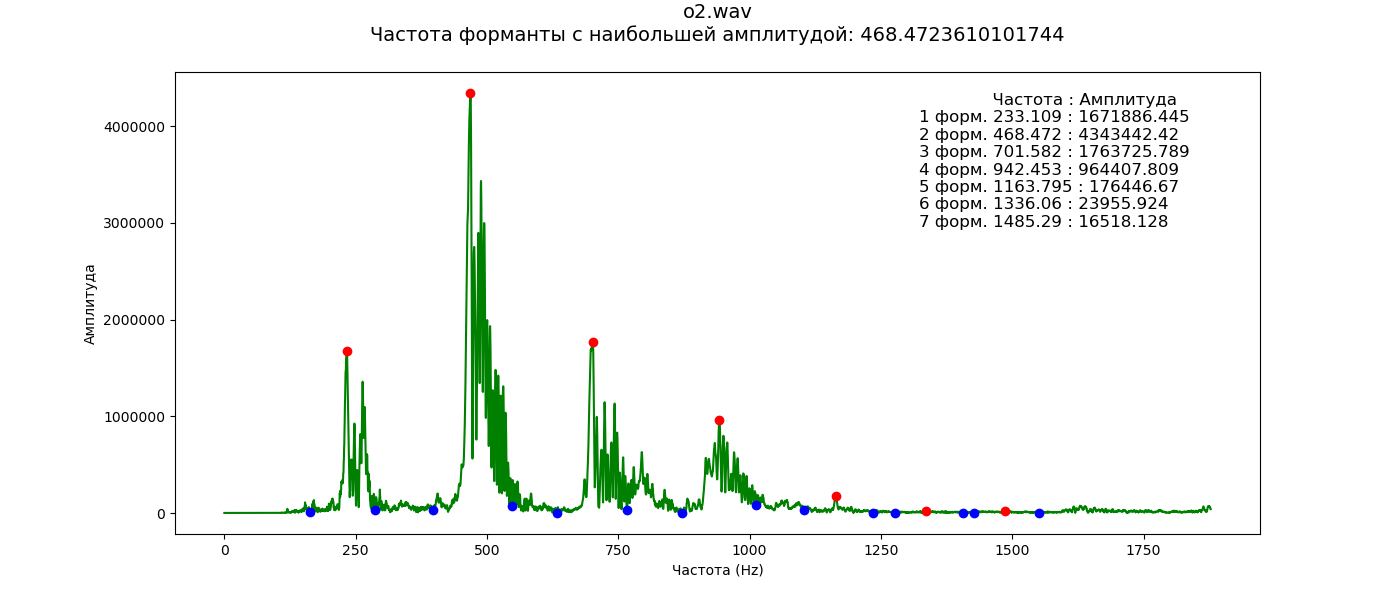 o2.wav
Частота форманты с наибольшей амплитудой: 468.4723610101744
Частота : Амплитуда
1 форм. 233.109 : 1671886.445
2 форм. 468.472 : 4343442.42
3 форм. 701.582 : 1763725.789
4 форм. 942.453 : 964407.809
5 форм. 1163.795 : 176446.67
6 форм. 1336.06 : 23955.924
7 форм. 1485.29 : 16518.128
Амплитуда
4000000
3000000
2000000
1000000
0
0 250 500 750 1000 1250 1500 1750
Частота (Hz)